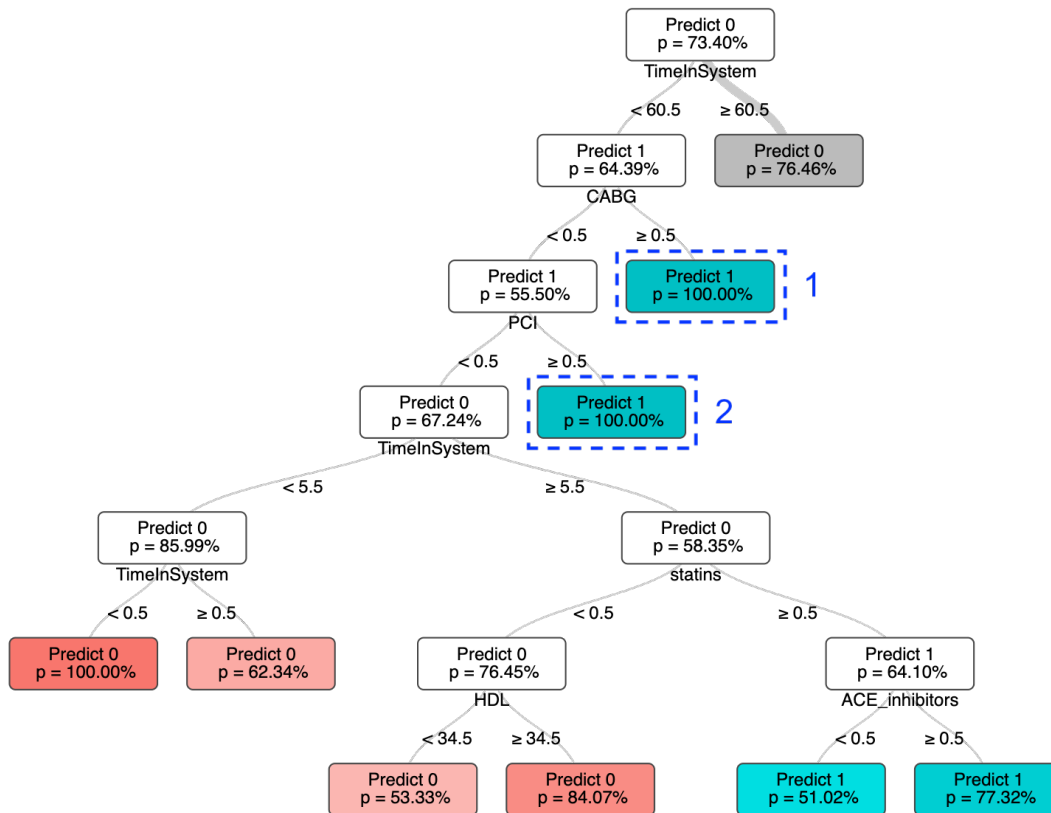 Predict 0
p = 73.40%
TimeInSystem
< 60.5
≥ 60.5
Predict 1
p = 64.39%
CABG
Predict 0
p = 76.46%
< 0.5
≥ 0.5
Predict 1
p = 55.50%
PCI
Predict 1
p = 100.00%
1
< 0.5
≥ 0.5
Predict 0
p = 67.24%
TimeInSystem
Predict 1
p = 100.00%
2
< 5.5
≥ 5.5
Predict 0
p = 85.99%
TimeInSystem
Predict 0
p = 58.35%
statins
< 0.5
≥ 0.5
< 0.5
≥ 0.5
Predict 0
p = 100.00%
Predict 0
p = 62.34%
Predict 0
p = 76.45%
HDL
Predict 1
p = 64.10%
ACE_inhibitors
< 34.5
≥ 34.5
< 0.5
≥ 0.5
Predict 0
p = 53.33%
Predict 0
p = 84.07%
Predict 1
p = 51.02%
Predict 1
p = 77.32%